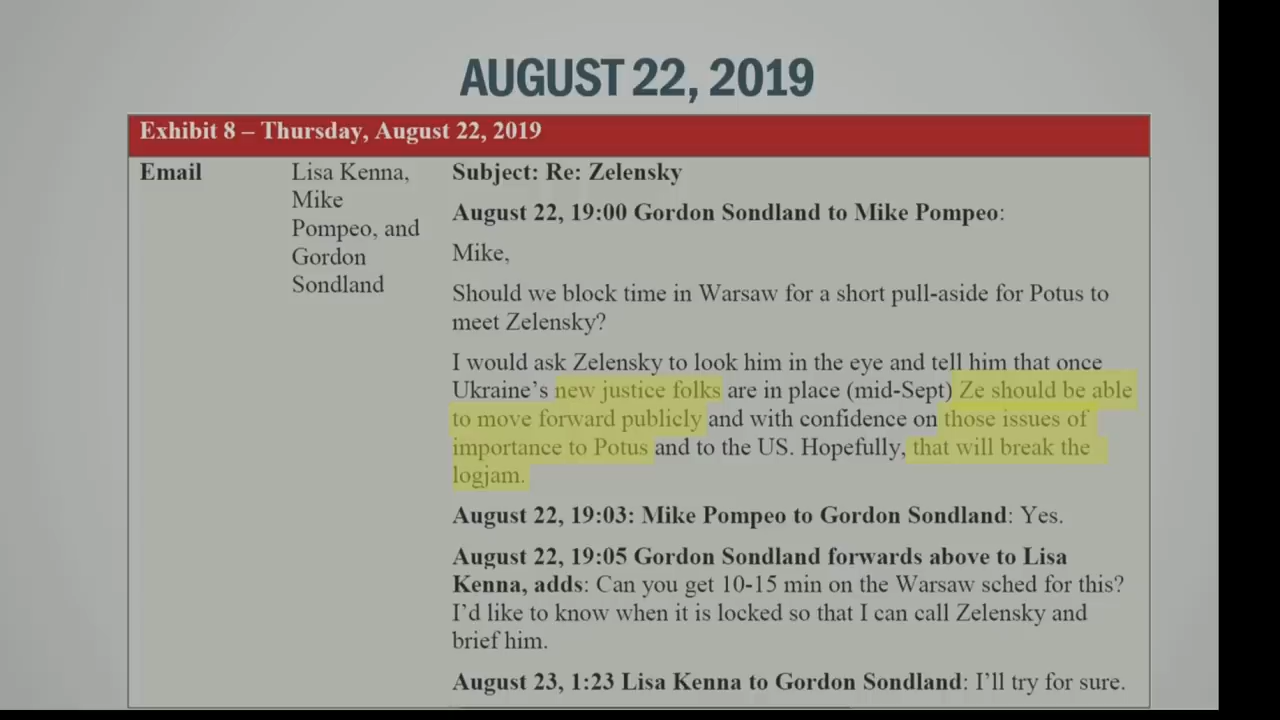 AUGUST 22, 2019
Exhibit 8 – Thursday, August 22, 2019
Email
Lisa Kenna,
Mike
Pompeo, and
Gordon
Sondland
Subject: Re: Zelensky
August 22, 19:00 Gordon Sondland to Mike Pompeo:
Mike,
Should we block time in Warsaw for a short pull-aside for Potus to
meet Zelensky?
I would ask Zelensky to look him in the eye and tell him that once
Ukraine’s new justice folks are in place (mid-Sept) Ze should be able
to move forward publicly and with confidence on those issues of
importance to Potus and to the US. Hopefully, that will break the
logjam.
August 22, 19:03: Mike Pompeo to Gordon Sondland: Yes.
August 22, 19:05 Gordon Sondland forwards above to Lisa
Kenna, adds: Can you get 10-15 min on the Warsaw sched for this?
I’d like to know when it is locked so that I can call Zelensky and
brief him.
August 23, 1:23 Lisa Kenna to Gordon Sondland: I’ll try for sure.